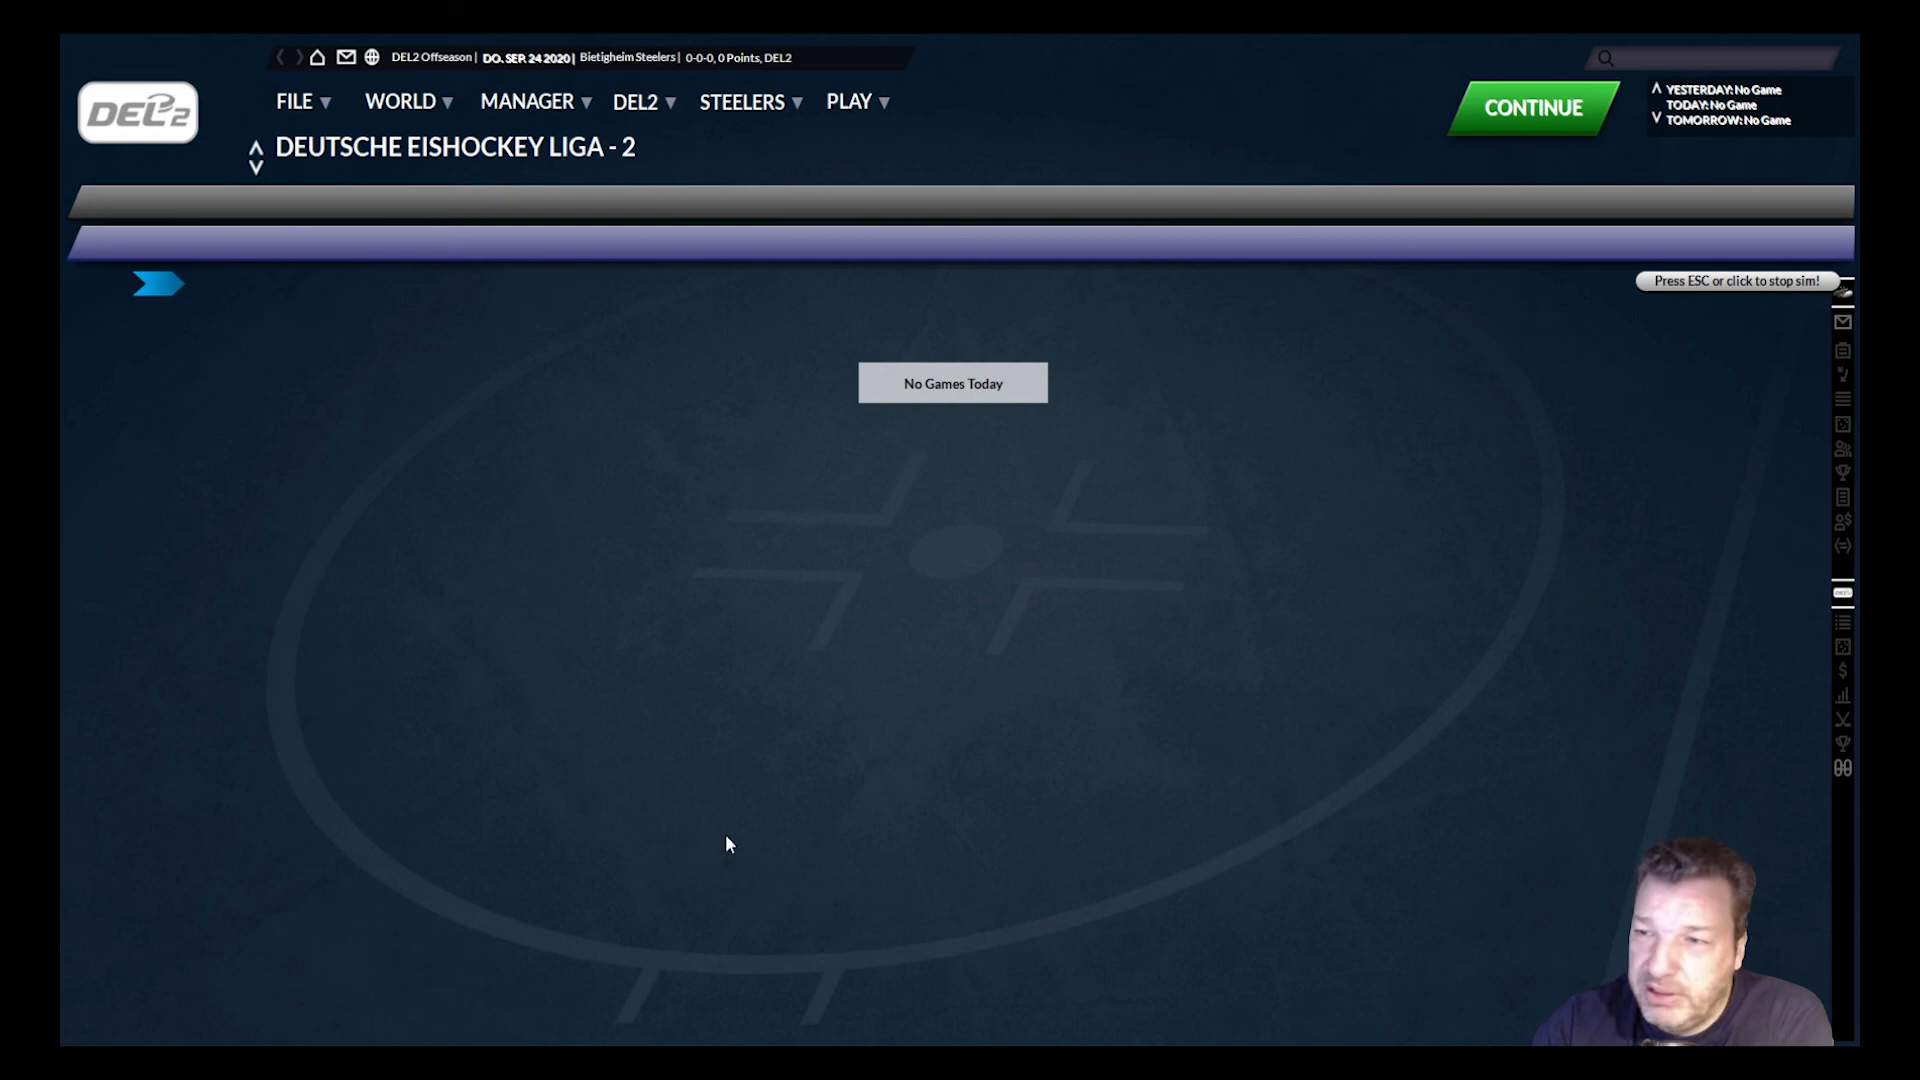 DEL2 Offseason | DO. SEP. 24 2020 | Bietigheim Steelers | 0-0-0, 0 Points, DEL2
DEL2
FILE WORLD MANAGER DEL2 STEELERS PLAY
CONTINUE
YESTERDAY: No Game
TODAY: No Game
TOMORROW: No Game
DEUTSCHE EISHOCKEY LIGA - 2
Press ESC or click to stop sim!
No Games Today